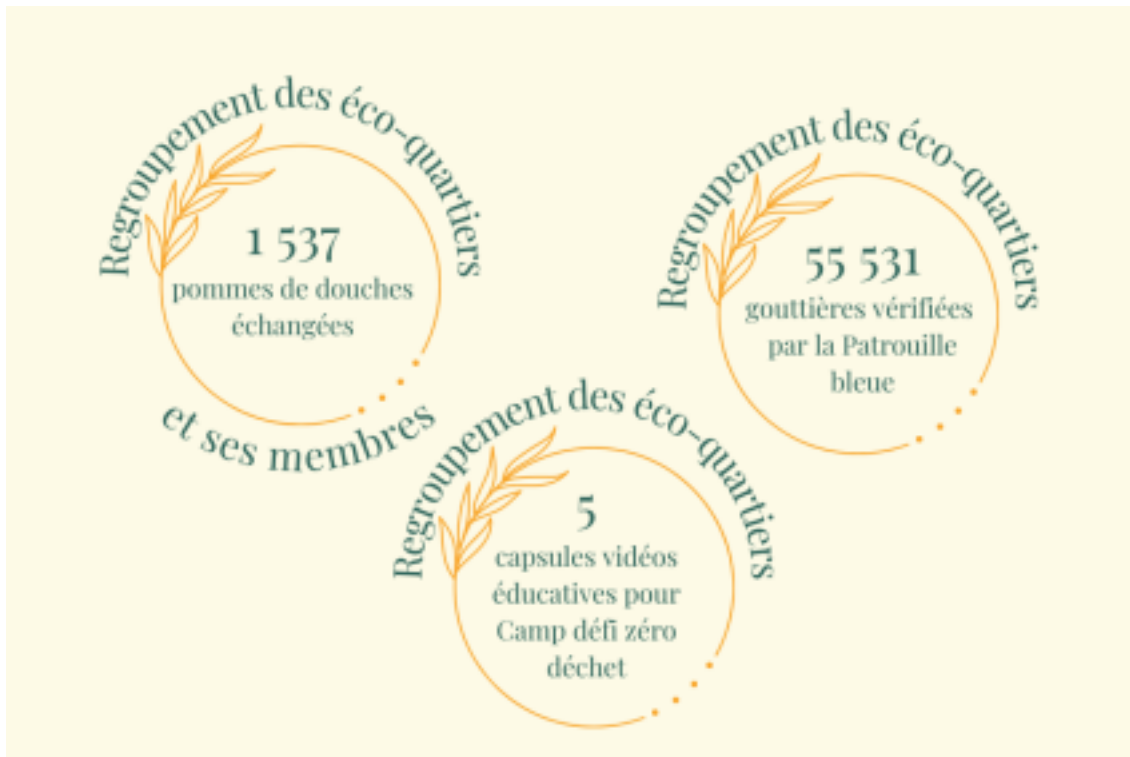 Regroupement des éco-quartiers
1 537
pommes de douches
échangées
et ses membres
Regroupement des éco-quartiers
55 531
gouttières vérifiées
par la Patrouille
bleue
Regroupement des éco-quartiers
5
capsules vidéos
éducatives pour
Camp défi zéro
déchet